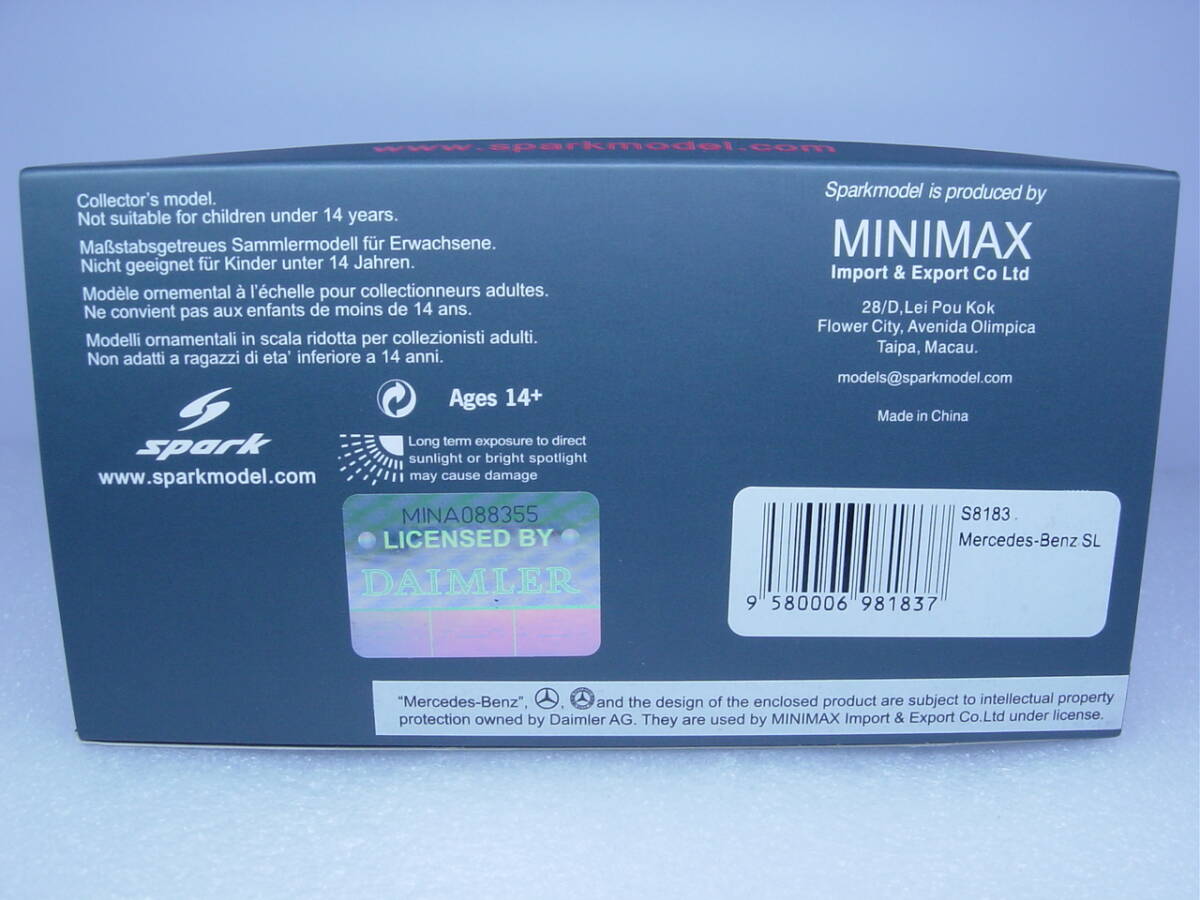 www.sparkmodel.com
Collector's model.
Not suitable for children under 14 years.
Maßstabsgetreues Sammlermodell für Erwachsene.
Nicht geeignet für Kinder unter 14 Jahren.
Modèle ornemental à l'échelle pour collectionneurs adultes.
Ne convient pas aux enfants de moins de 14 ans.
Modelli ornamentali in scala ridotta per collezionisti adulti.
Non adatti a ragazzi di eta' inferiore a 14 anni.
spark
www.sparkmodel.com
Ages 14+
Long term exposure to direct
sunlight or bright spotlight
may cause damage
MINA088355
LICENSED BY
DAIMLER
Sparkmodel is produced by
MINIMAX
Import & Export Co Ltd
28/D,Lei Pou Kok
Flower City, Avenida Olimpica
Taipa, Macau.
models@sparkmodel.com
Made in China
S8183.
Mercedes-Benz SL
9 580006 981837
"Mercedes-Benz", , and the design of the enclosed product are subject to intellectual property
protection owned by Daimler AG. They are used by MINIMAX Import & Export Co.Ltd under license.